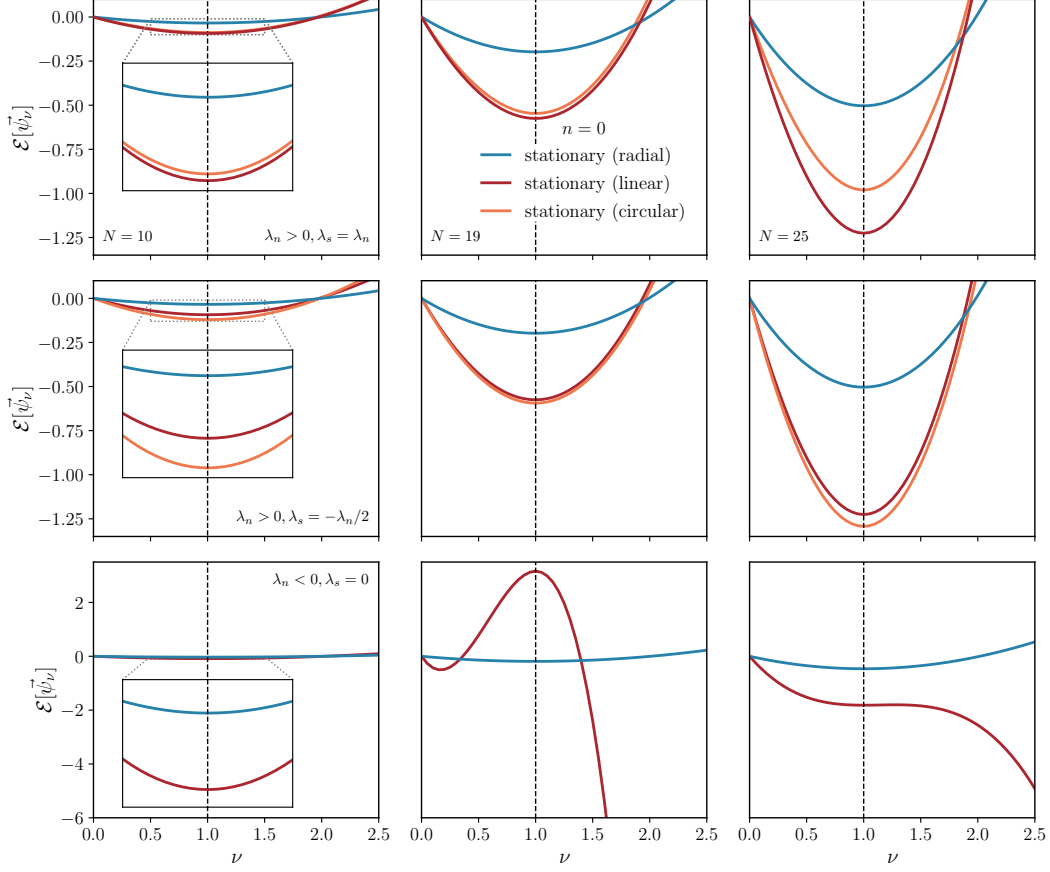 0.00
−0.25
−0.50
−0.75
−1.00
−1.25
ℰ[ψ⃗_ν]
N = 10
λ_n > 0, λ_s = λ_n
n = 0
stationary (radial)
stationary (linear)
stationary (circular)
N = 19
N = 25
0.00
−0.25
−0.50
−0.75
−1.00
−1.25
ℰ[ψ⃗_ν]
λ_n > 0, λ_s = −λ_n/2
2
0
−2
−4
−6
ℰ[ψ⃗_ν]
λ_n < 0, λ_s = 0
0.0 0.5 1.0 1.5 2.0 2.5
ν
0.0 0.5 1.0 1.5 2.0 2.5
ν
0.0 0.5 1.0 1.5 2.0 2.5
ν